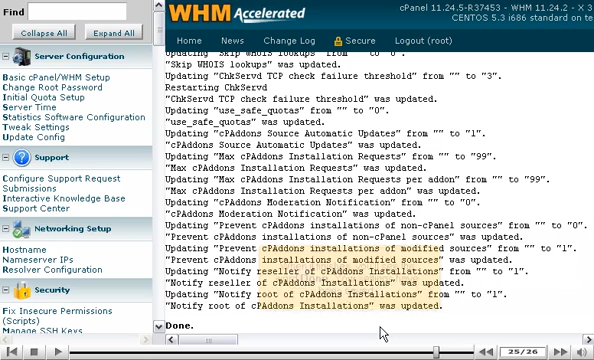 Find
Collapse All
Expand All
Server Configuration
Basic cPanel/WHM Setup
Change Root Password
Initial Quota Setup
Server Time
Statistics Software Configuration
Tweak Settings
Update Config
Support
Configure Support Request
Submissions
Interactive Knowledge Base
Support Center
Networking Setup
Hostname
Nameserver IPs
Resolver Configuration
Security
Fix Insecure Permissions
(Scripts)
Manage SSH Keys
WHM Accelerated
cPanel 11.24.5-R37453 - WHM 11.24.2 - X 3
CENTOS 5.3 i686 standard on te
Home News Change Log Secure Logout (root)
Updating "Skip WHOIS lookups" from "" to "0".
"Skip WHOIS lookups" was updated.
Updating "ChkServd TCP check failure threshold" from "" to "3".
Restarting ChkServd
"ChkServd TCP check failure threshold" was updated.
Updating "use_safe_quotas" from "" to "0".
"use_safe_quotas" was updated.
Updating "cPAddons Source Automatic Updates" from "" to "1".
"cPAddons Source Automatic Updates" was updated.
Updating "Max cPAddons Installation Requests" from "" to "99".
"Max cPAddons Installation Requests" was updated.
Updating "Max cPAddons Installation Requests per addon" from "" to "99".
"Max cPAddons Installation Requests per addon" was updated.
Updating "cPAddons Moderation Notification" from "" to "0".
"cPAddons Moderation Notification" was updated.
Updating "Prevent cPAddons installations of non-cPanel sources" from "" to "0".
"Prevent cPAddons installations of non-cPanel sources" was updated.
Updating "Prevent cPAddons installations of modified sources" from "" to "1".
"Prevent cPAddons installations of modified sources" was updated.
Updating "Notify reseller of cPAddons Installations" from "" to "1".
"Notify reseller of cPAddons Installations" was updated.
Updating "Notify root of cPAddons Installations" from "" to "1".
"Notify root of cPAddons Installations" was updated.
Done.
25/26